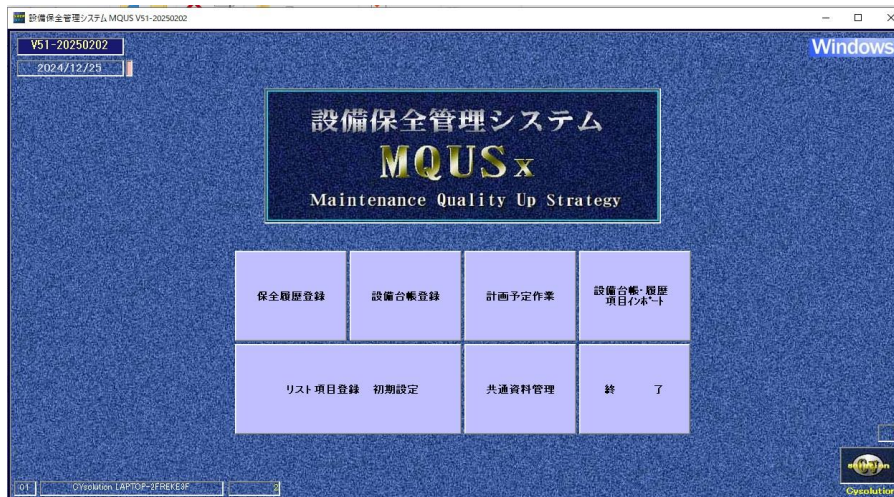 設備保全管理システム MQUS V51-20250202
V51-20250202
2024/12/25
Windows
設備保全管理システム
MQUSx
Maintenance Quality Up Strategy
保全履歴登録
設備台帳登録
計画予定作業
設備台帳・履歴
項目インポート
リスト項目登録 初期設定
共通資料管理
終 了
01
CYsolution LAPTOP-2FREKE3F
2
solution
Cysolution